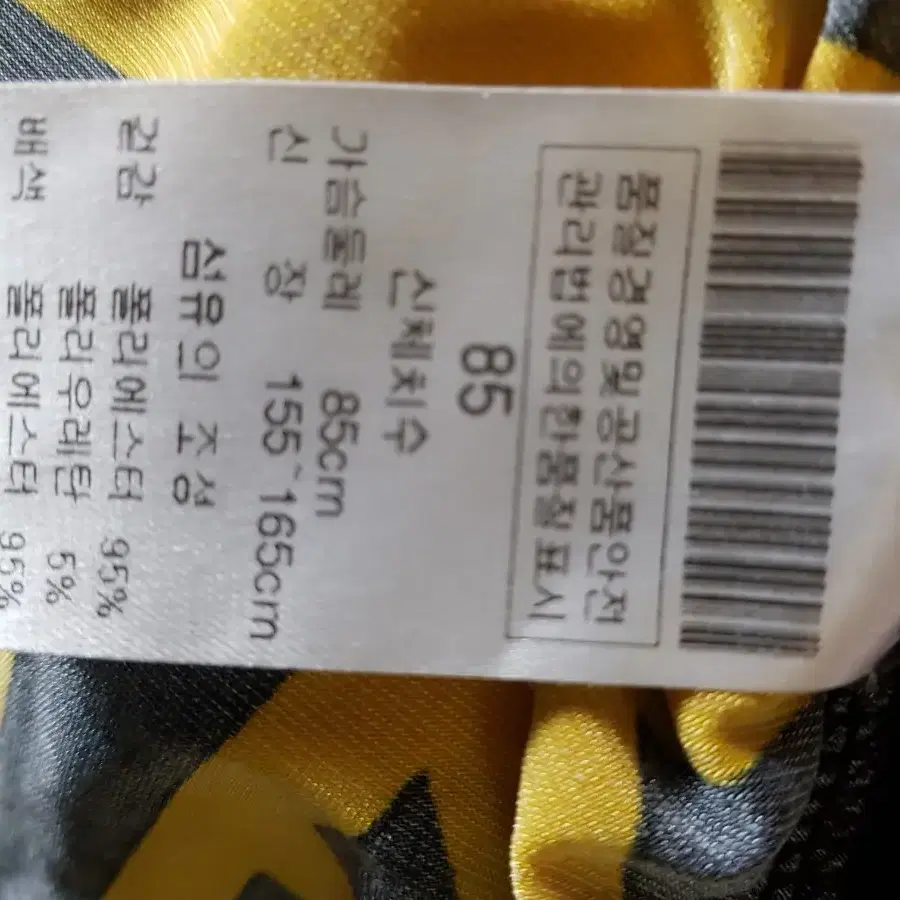 품질경영및공산품안전
관리법에의한품질표시
85
신체치수
가슴둘레 85cm
신 장 155~165cm
섬유의 조성
겉감 폴리에스터 95%
폴리우레탄 5%
배색 폴리에스터 95%